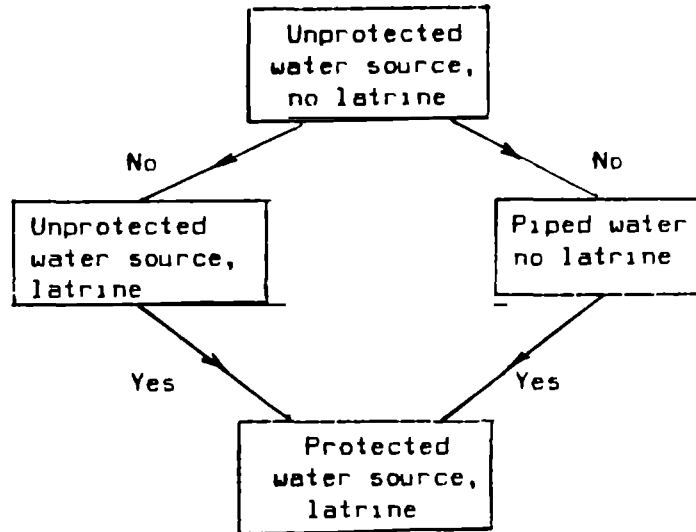 Unprotected
water source,
no latrine
No
No
Unprotected
water source,
latrine
Piped water
no latrine
Yes
Yes
Protected
water source,
latrine